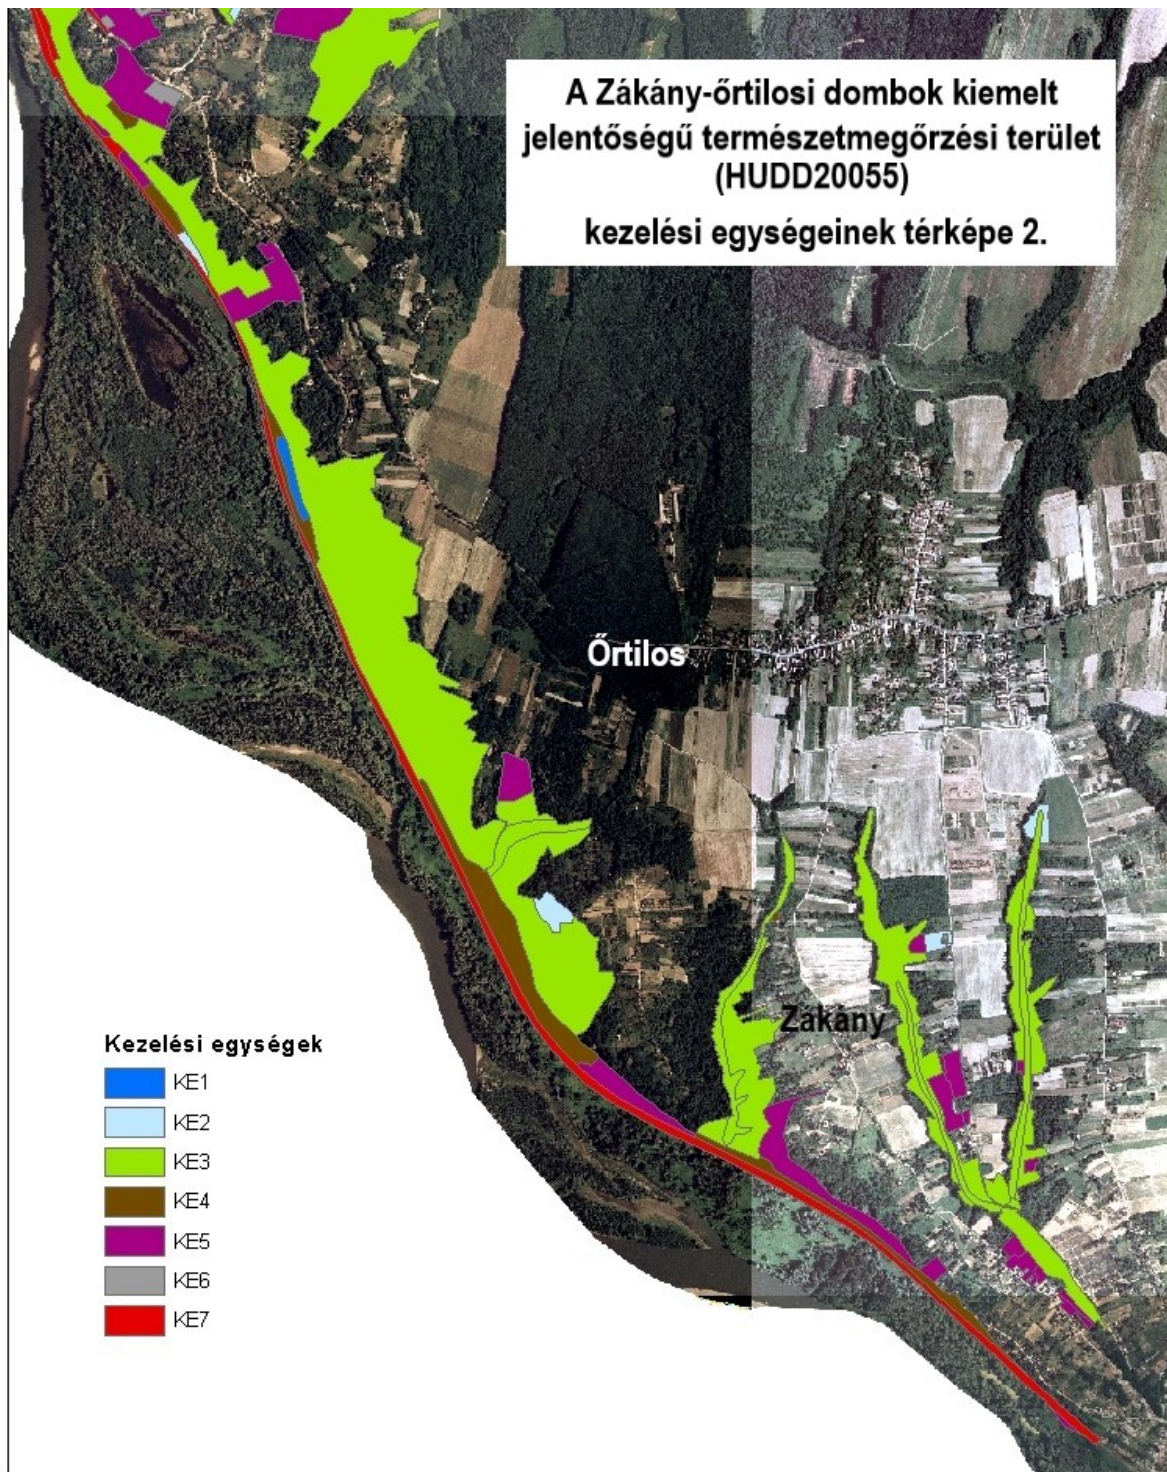 A Zákány-őrtilosi dombok kiemelt
jelentőségű természetmegőrzési terület
(HUDD20055)
kezelési egységeinek térképe 2.
Őrtilos
Zákány
Kezelési egységek
KE1
KE2
KE3
KE4
KE5
KE6
KE7